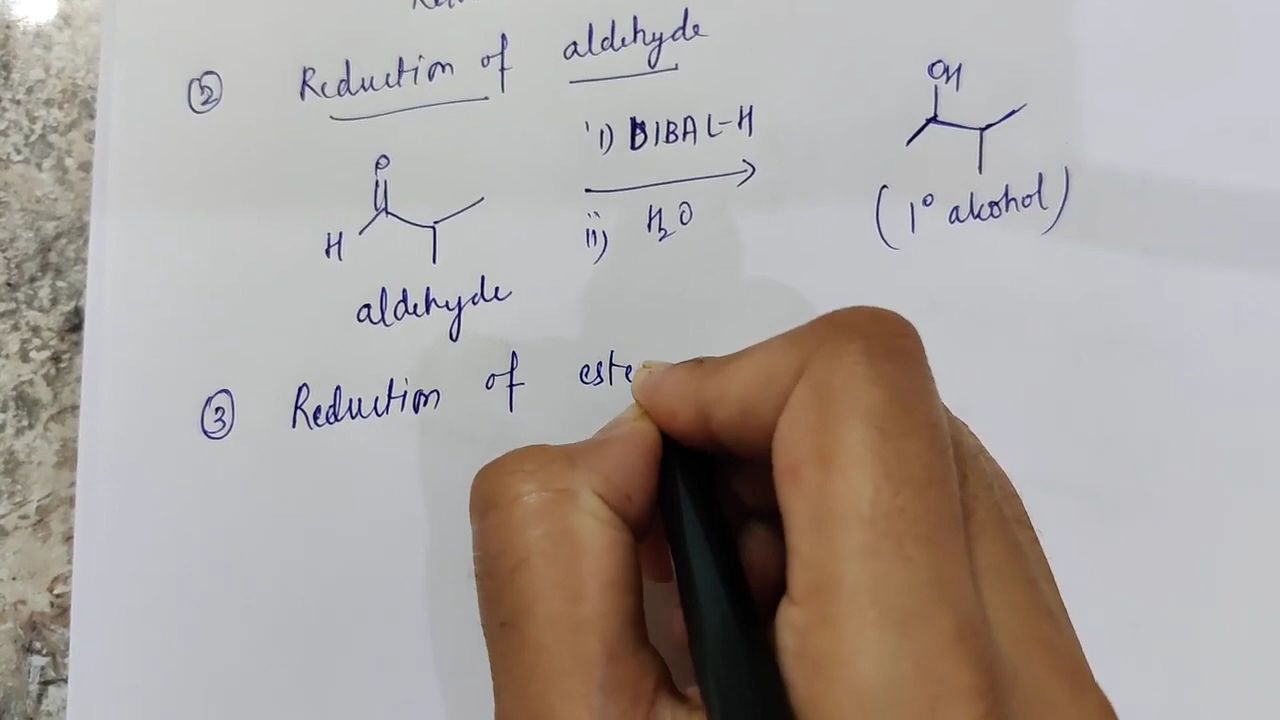 ② Reduction of aldehyde
OH
i) DIBAL-H
O
H
ii) H₂O
(1° alcohol)
aldehyde
③ Reduction of este